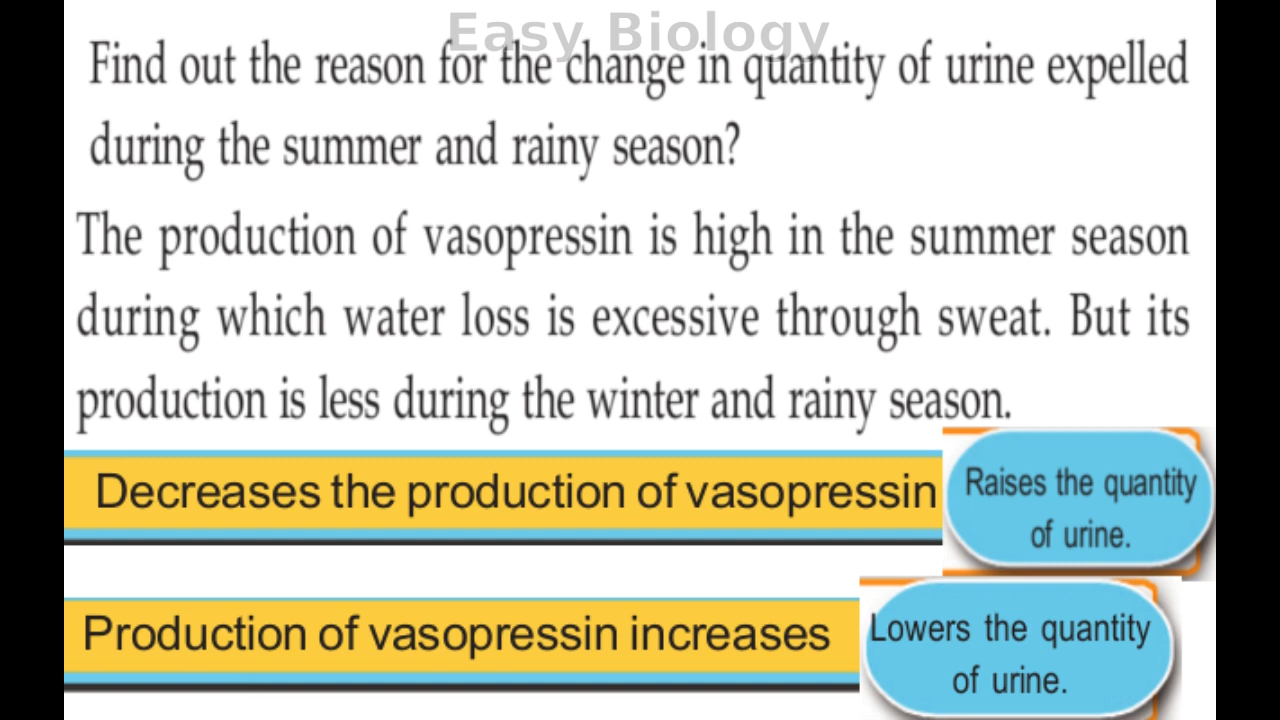 Easy Biology
Find out the reason for the change in quantity of urine expelled
during the summer and rainy season?
The production of vasopressin is high in the summer season
during which water loss is excessive through sweat. But its
production is less during the winter and rainy season.
Decreases the production of vasopressin
Raises the quantity
of urine.
Production of vasopressin increases
Lowers the quantity
of urine.